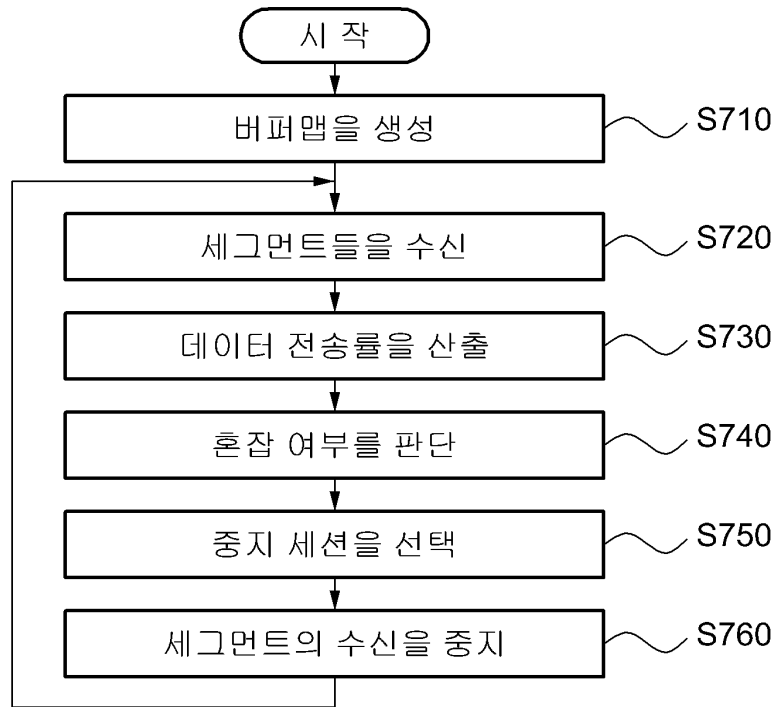 시 작
버퍼맵을 생성
S710
세그먼트들을 수신
S720
데이터 전송률을 산출
S730
혼잡 여부를 판단
S740
중지 세션을 선택
S750
세그먼트의 수신을 중지
S760